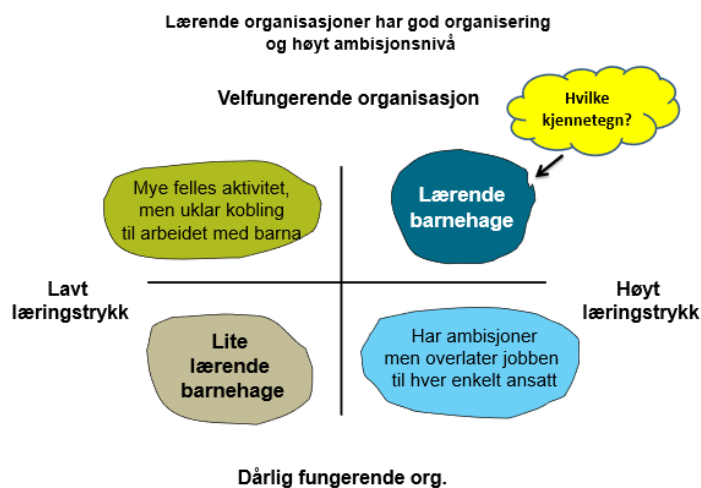 Lærende organisasjoner har god organisering
og høyt ambisjonsnivå
Velfungerende organisasjon
Hvilke
kjennetegn?
Mye felles aktivitet,
men uklar kobling
til arbeidet med barna
Lærende
barnehage
Lavt
læringstrykk
Høyt
læringstrykk
Lite
lærende
barnehage
Har ambisjoner
men overlater jobben
til hver enkelt ansatt
Dårlig fungerende org.